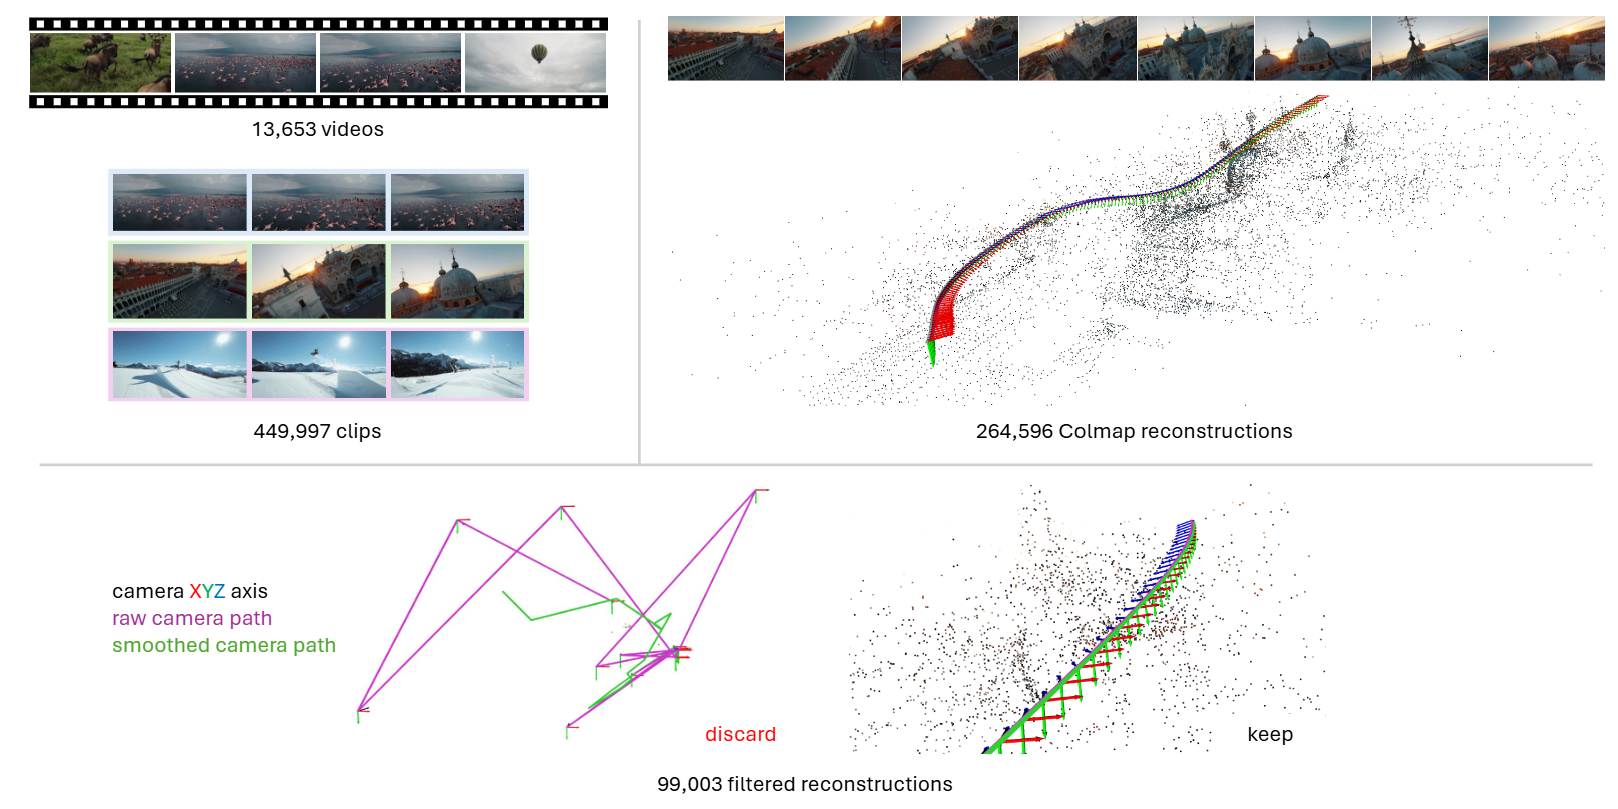 13,653 videos
449,997 clips
264,596 Colmap reconstructions
camera XYZ axis
raw camera path
smoothed camera path
discard
keep
99,003 filtered reconstructions